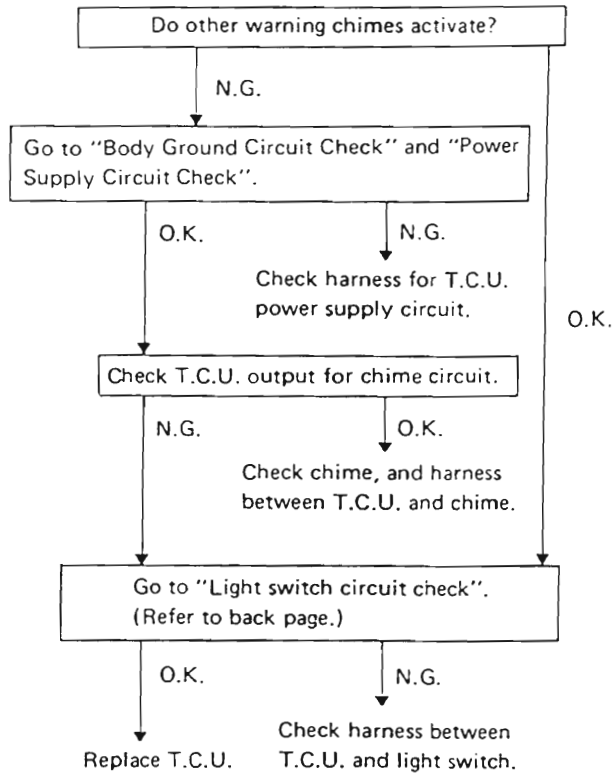 Do other warning chimes activate?
N.G.
Go to "Body Ground Circuit Check" and "Power
Supply Circuit Check".
O.K.
N.G.
Check harness for T.C.U.
power supply circuit.
O.K.
Check T.C.U. output for chime circuit.
N.G.
O.K.
Check chime, and harness
between T.C.U. and chime.
Go to "Light switch circuit check".
(Refer to back page.)
O.K.
N.G.
Replace T.C.U.
Check harness between
T.C.U. and light switch.